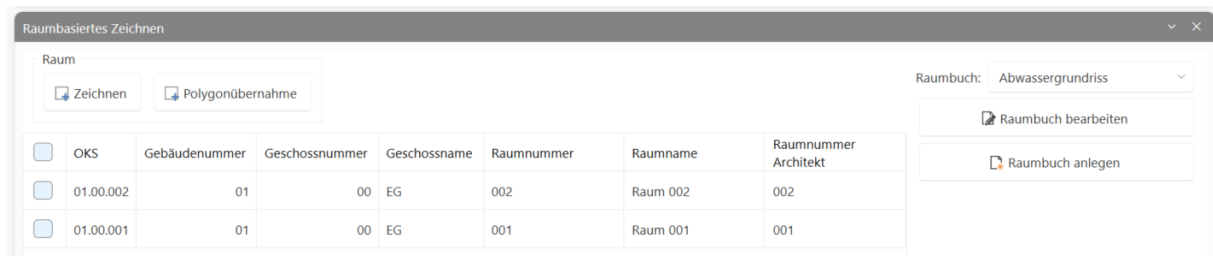 Raumbasiertes Zeichnen
Raum
Zeichnen Polygonübernahme
Raumbuch: Abwassergrundriss
Raumbuch bearbeiten
Raumbuch anlegen
OKS Gebäudenummer Geschossnummer Geschossname Raumnummer Raumname Raumnummer Architekt
01.00.002 01 00 EG 002 Raum 002 002
01.00.001 01 00 EG 001 Raum 001 001